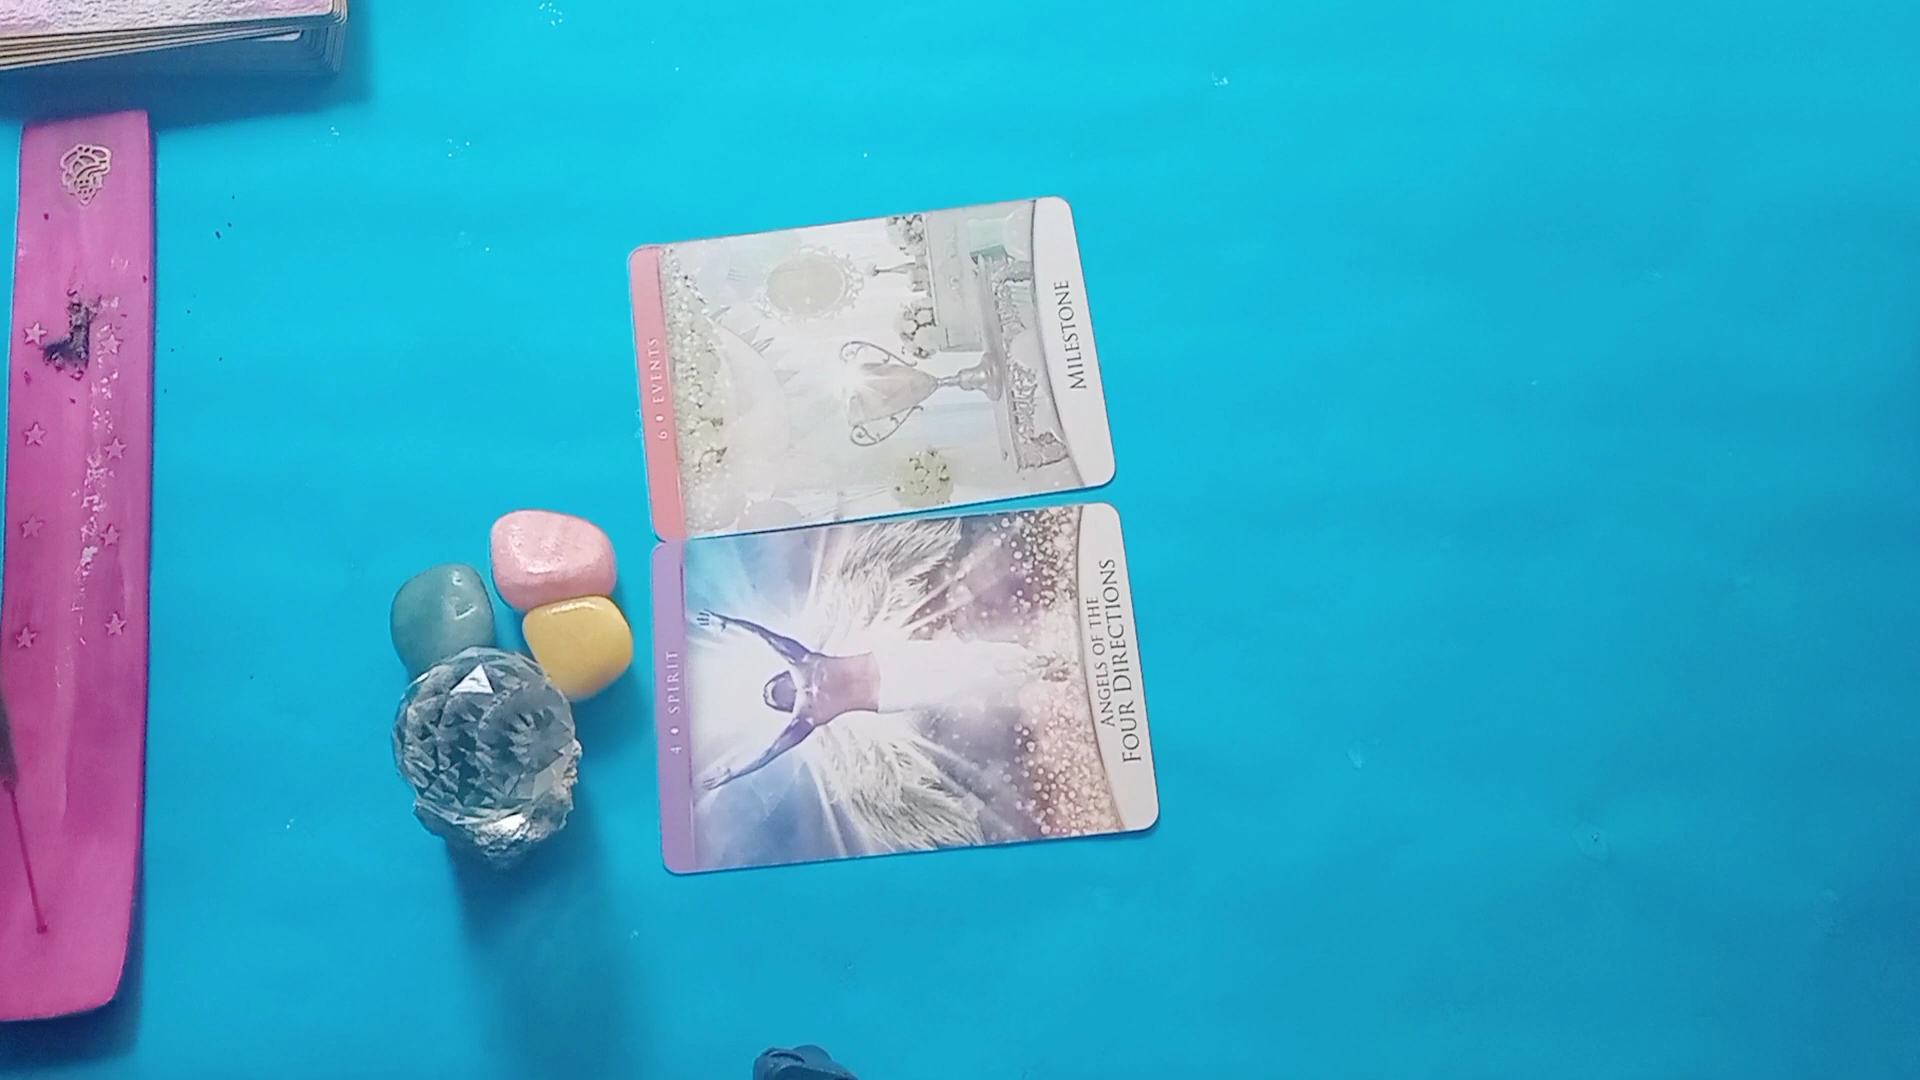 6 • EVENTS
MILESTONE
4 • SPIRIT
ANGELS OF THE
FOUR DIRECTIONS